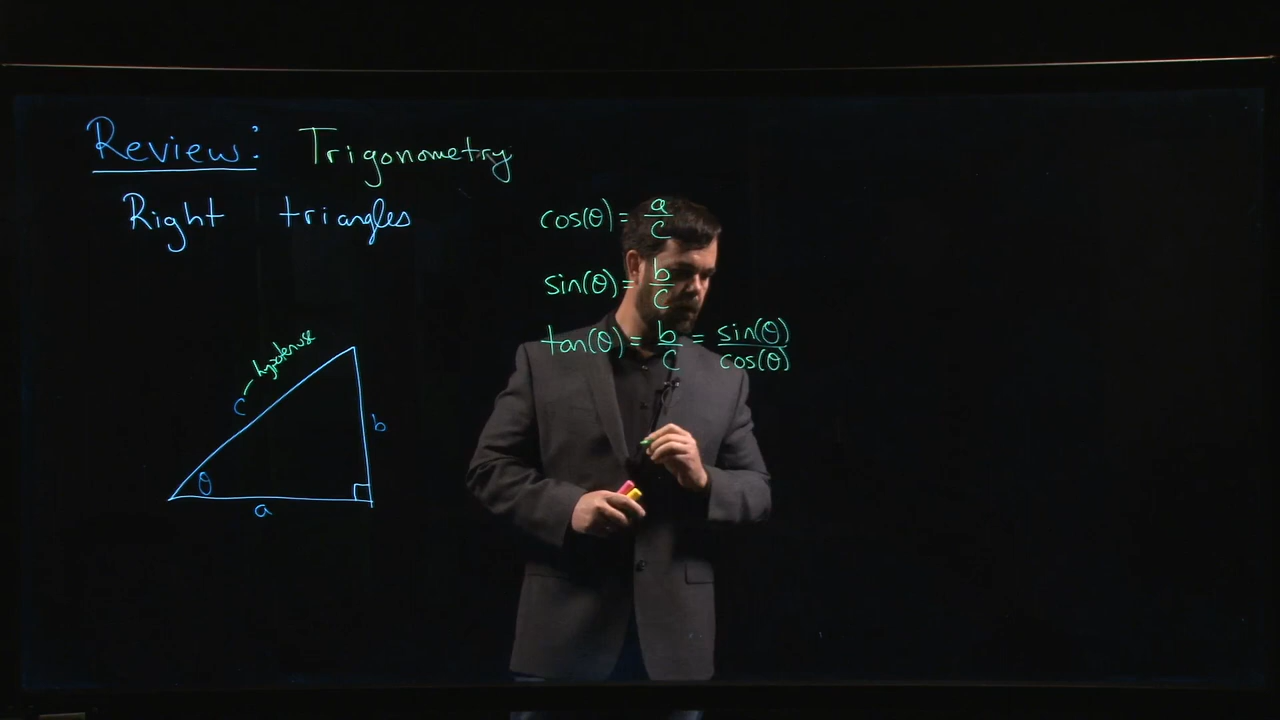 Review: Trigonometry
Right triangles
cos(θ) = a/c
sin(θ) = b/c
tan(θ) = b/c = sin(θ)/cos(θ)
c - hypotenuse
b
θ
a